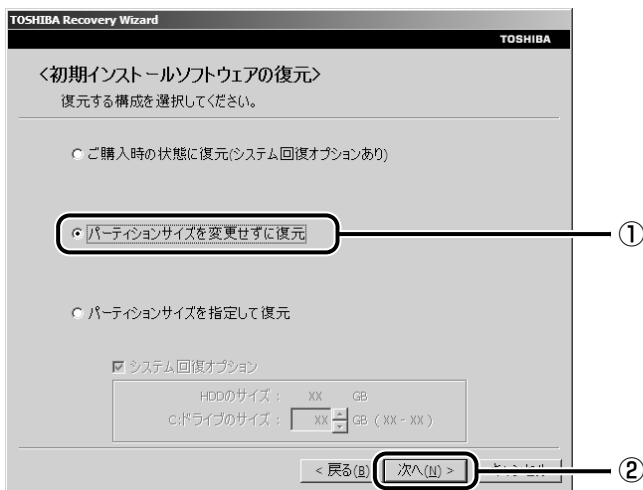 TOSHIBA Recovery Wizard
TOSHIBA
<初期インストールソフトウェアの復元>
復元する構成を選択してください。
ご購入時の状態に復元(システム回復オプションあり)
パーティションサイズを変更せずに復元
①
パーティションサイズを指定して復元
システム回復オプション
HDDのサイズ： XX GB
C:ドライブのサイズ： XX GB ( XX - XX )
< 戻る(B) 次へ(N) >
②